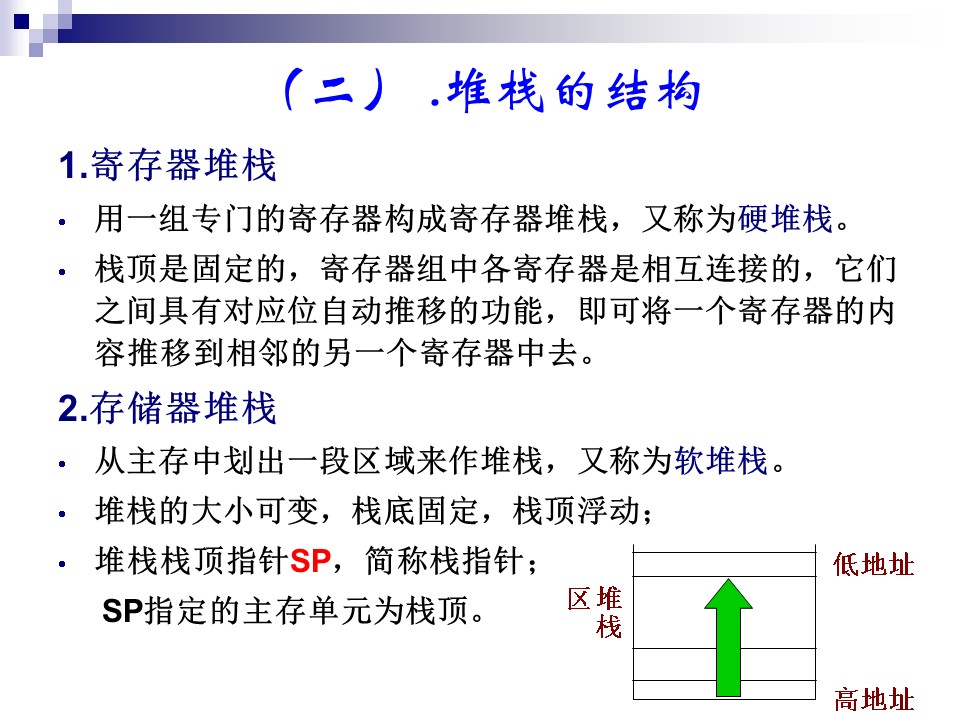 （二）.堆栈的结构
1.寄存器堆栈
• 用一组专门的寄存器构成寄存器堆栈，又称为硬堆栈。
• 栈顶是固定的，寄存器组中各寄存器是相互连接的，它们
之间具有对应位自动推移的功能，即可将一个寄存器的内
容推移到相邻的另一个寄存器中去。
2.存储器堆栈
• 从主存中划出一段区域来作堆栈，又称为软堆栈。
• 堆栈的大小可变，栈底固定，栈顶浮动；
• 堆栈栈顶指针SP，简称栈指针；
SP指定的主存单元为栈顶。
低地址
堆栈
区
高地址